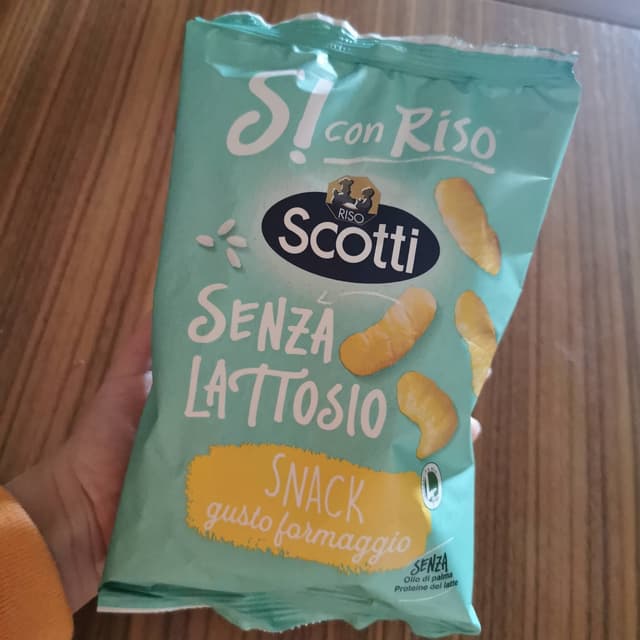 Sì con Riso
RISO
Scotti
SENZA
LATTOSIO
SNACK
gusto formaggio
SENZA
Olio di palma
Proteine del latte